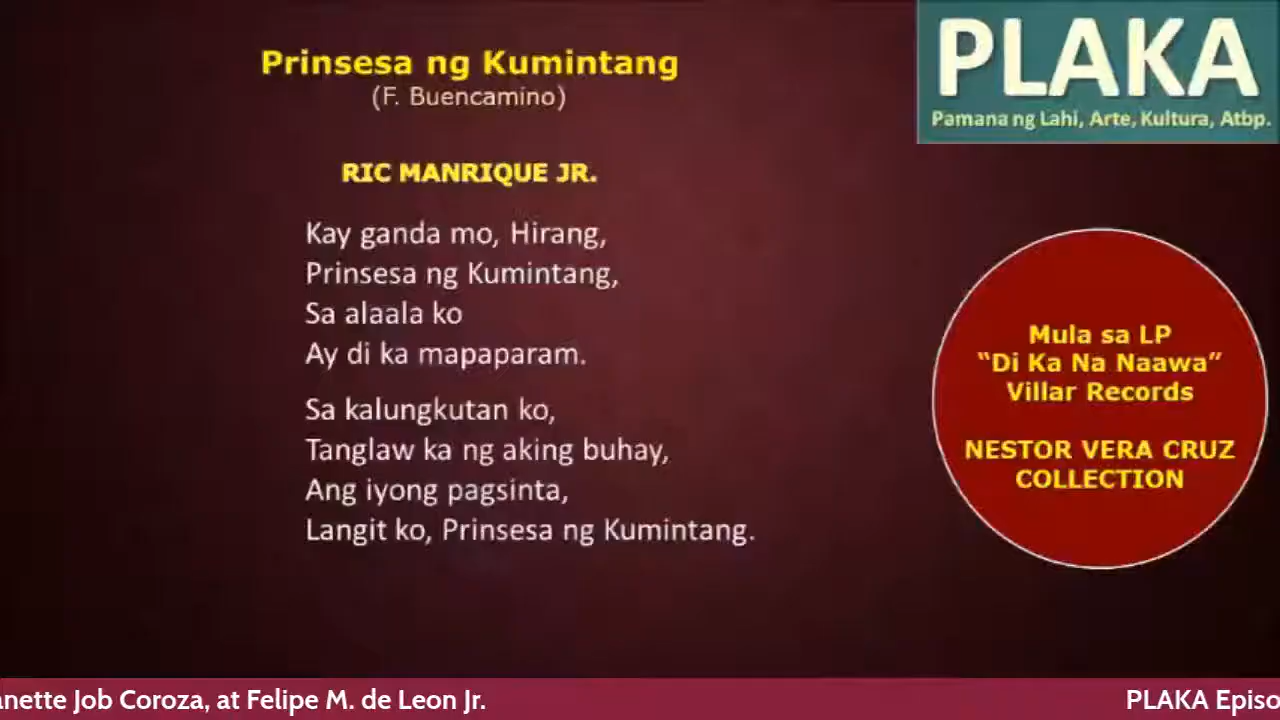 Prinsesa ng Kumintang
(F. Buencamino)
RIC MANRIQUE JR.
Kay ganda mo, Hirang,
Prinsesa ng Kumintang,
Sa alaala ko
Ay di ka mapaparam.
Sa kalungkutan ko,
Tanglaw ka ng aking buhay,
Ang iyong pagsinta,
Langit ko, Prinsesa ng Kumintang.
PLAKA
Pamana ng Lahi, Arte, Kultura, Atbp.
Mula sa LP
“Di Ka Na Naawa”
Villar Records
NESTOR VERA CRUZ
COLLECTION
Job Coroza, at Felipe M. de Leon Jr.
PLAKA